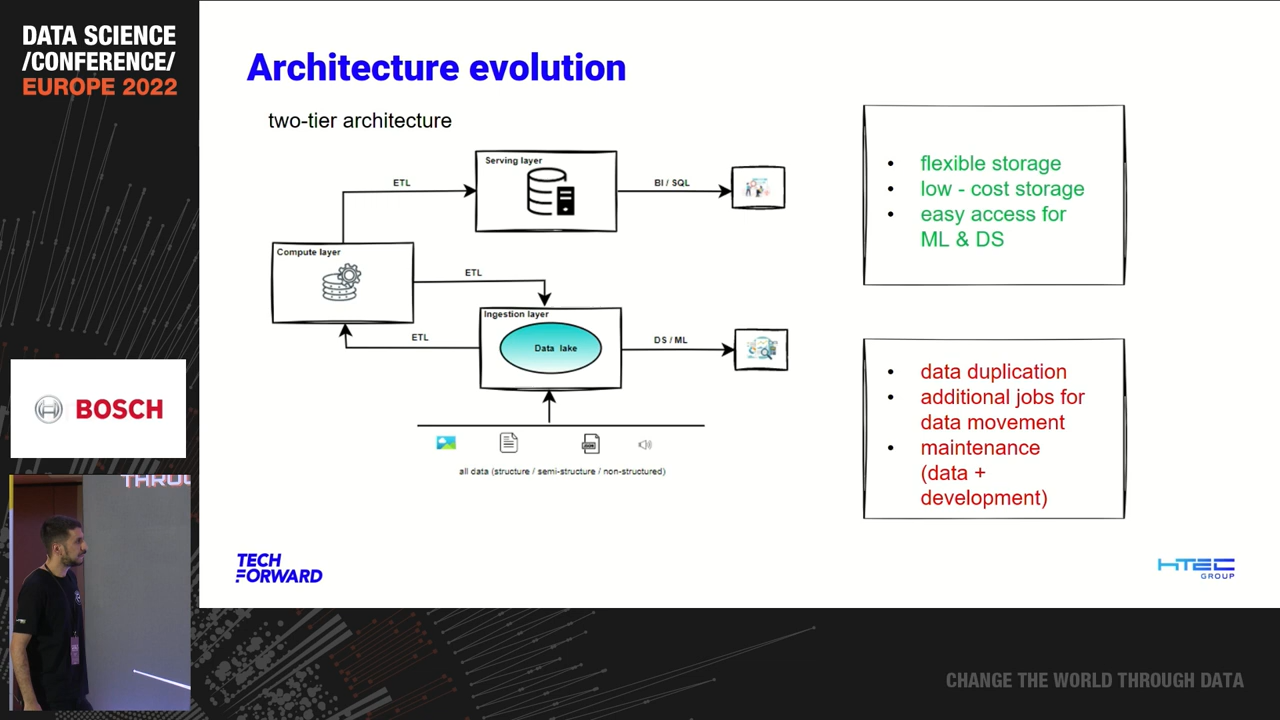 DATA SCIENCE
/CONFERENCE/
EUROPE 2022
Architecture evolution
two-tier architecture
Serving layer
ETL
BI / SQL
Compute layer
ETL
Ingestion layer
Data lake
ETL
DS / ML
JSON
all data (structure / semi-structure / non-structured)
• flexible storage
• low - cost storage
• easy access for
ML & DS
• data duplication
• additional jobs for
data movement
• maintenance
(data +
development)
BOSCH
THROU
TECH
FORWARD
HTEC
GROUP
CHANGE THE WORLD THROUGH DATA